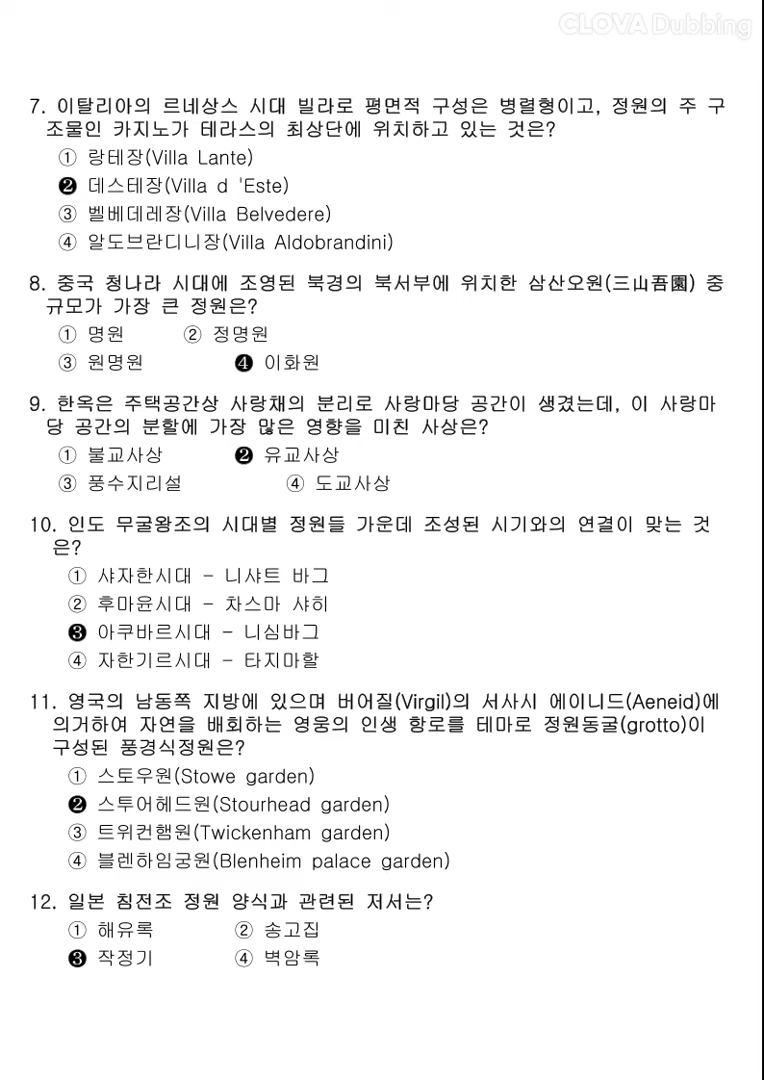 CLOVA Dubbing
7. 이탈리아의 르네상스 시대 빌라로 평면적 구성은 병렬형이고, 정원의 주 구
조물인 카지노가 테라스의 최상단에 위치하고 있는 것은?
① 랑테장(Villa Lante)
❷ 데스테장(Villa d 'Este)
③ 벨베데레장(Villa Belvedere)
④ 알도브란디니장(Villa Aldobrandini)
8. 중국 청나라 시대에 조영된 북경의 북서부에 위치한 삼산오원(三山吾園) 중
규모가 가장 큰 정원은?
① 명원 ② 정명원
③ 원명원 ❹ 이화원
9. 한옥은 주택공간상 사랑채의 분리로 사랑마당 공간이 생겼는데, 이 사랑마
당 공간의 분할에 가장 많은 영향을 미친 사상은?
① 불교사상 ❷ 유교사상
③ 풍수지리설 ④ 도교사상
10. 인도 무굴왕조의 시대별 정원들 가운데 조성된 시기와의 연결이 맞는 것
은?
① 샤자한시대 - 니샤트 바그
② 후마윤시대 - 차스마 샤히
❸ 아쿠바르시대 - 니심바그
④ 자한기르시대 - 타지마할
11. 영국의 남동쪽 지방에 있으며 버어질(Virgil)의 서사시 에이니드(Aeneid)에
의거하여 자연을 배회하는 영웅의 인생 항로를 테마로 정원동굴(grotto)이
구성된 풍경식정원은?
① 스토우원(Stowe garden)
❷ 스투어헤드원(Stourhead garden)
③ 트위컨햄원(Twickenham garden)
④ 블렌하임궁원(Blenheim palace garden)
12. 일본 침전조 정원 양식과 관련된 저서는?
① 해유록 ② 송고집
❸ 작정기 ④ 벽암록